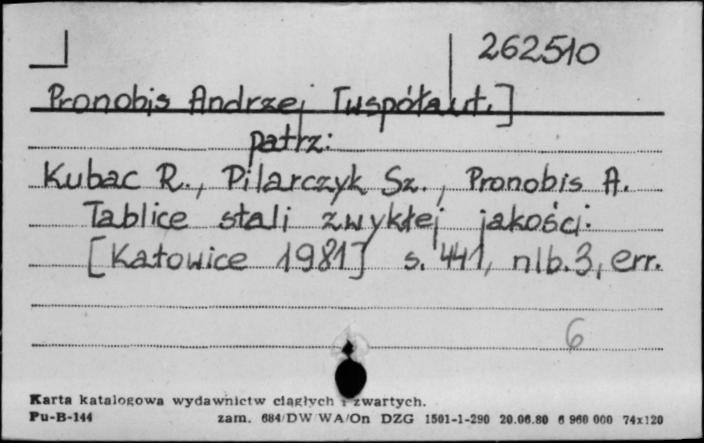 262510
Pronobis Andrzej [współaut.]
patrz:
Kubac R., Pilarczyk Sz., Pronobis A.
Tablice stali zwykłej jakości.
[Katowice 1981] s. 441, nlb. 3, err.
6
Karta katalogowa wydawnictw ciągłych i zwartych.
Pu-B-144 zam. 684/DW WA/On DZG 1501-1-290 20.06.80 6 960 000 74x120